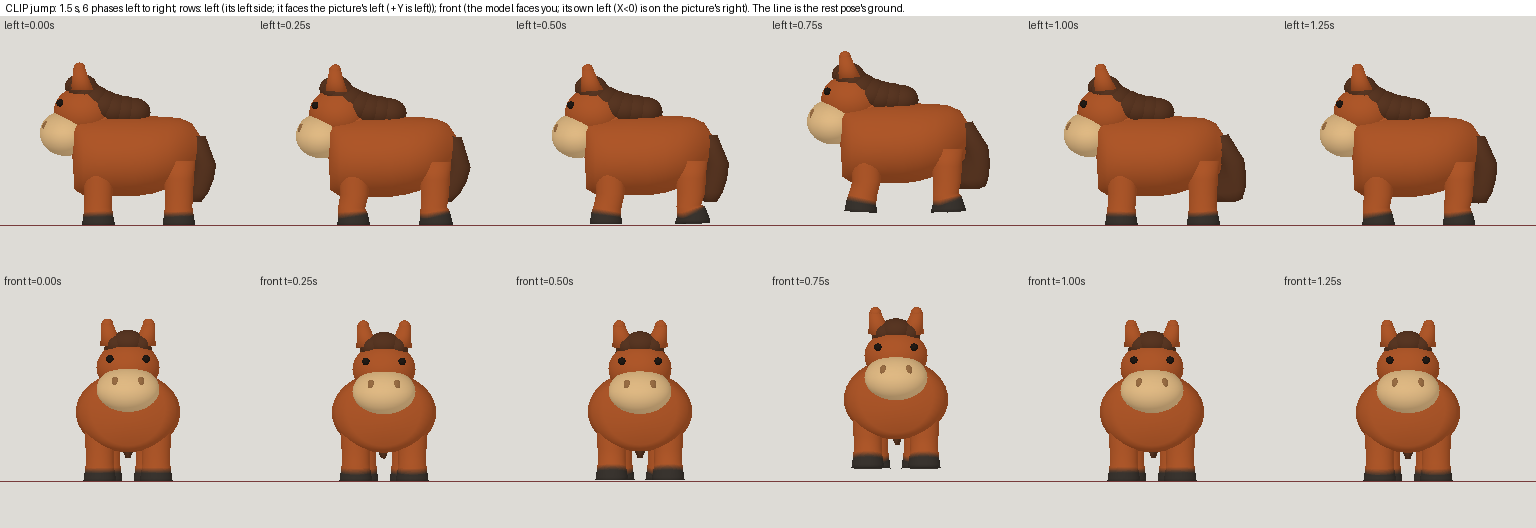 CLIP jump: 1.5 s, 6 phases left to right; rows: left (its left side; it faces the picture's left (+Y is left)); front (the model faces you; its own left (X<0) is on the picture's right). The line is the rest pose's ground.
left t=0.00s left t=0.25s left t=0.50s left t=0.75s left t=1.00s left t=1.25s
front t=0.00s front t=0.25s front t=0.50s front t=0.75s front t=1.00s front t=1.25s